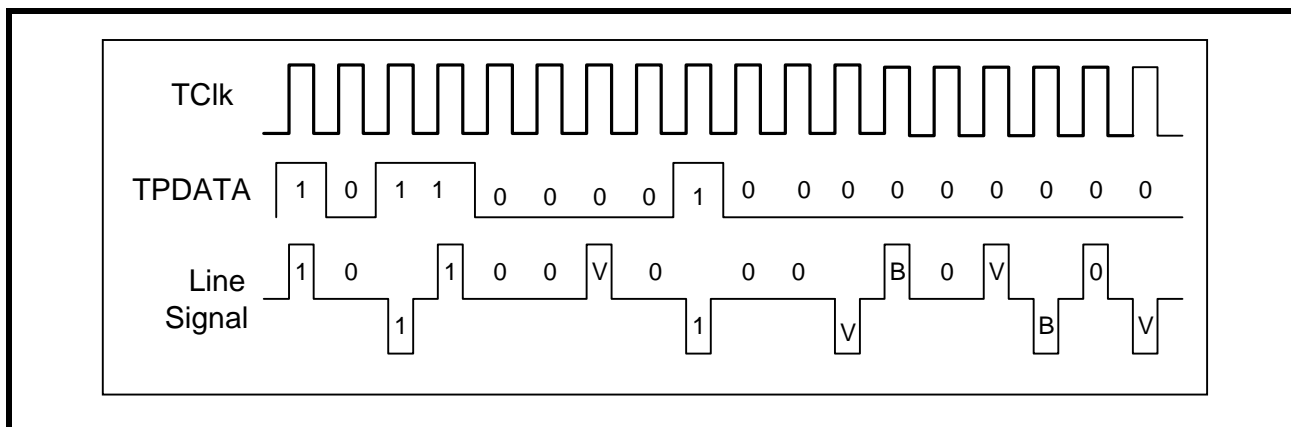 TClk
TPDATA
1 0 1 1 0 0 0 0 1 0 0 0 0 0 0 0 0 0
Line
Signal
1 0 1 0 0 V 0 0 0 B 0 V 0
1 1 V B V